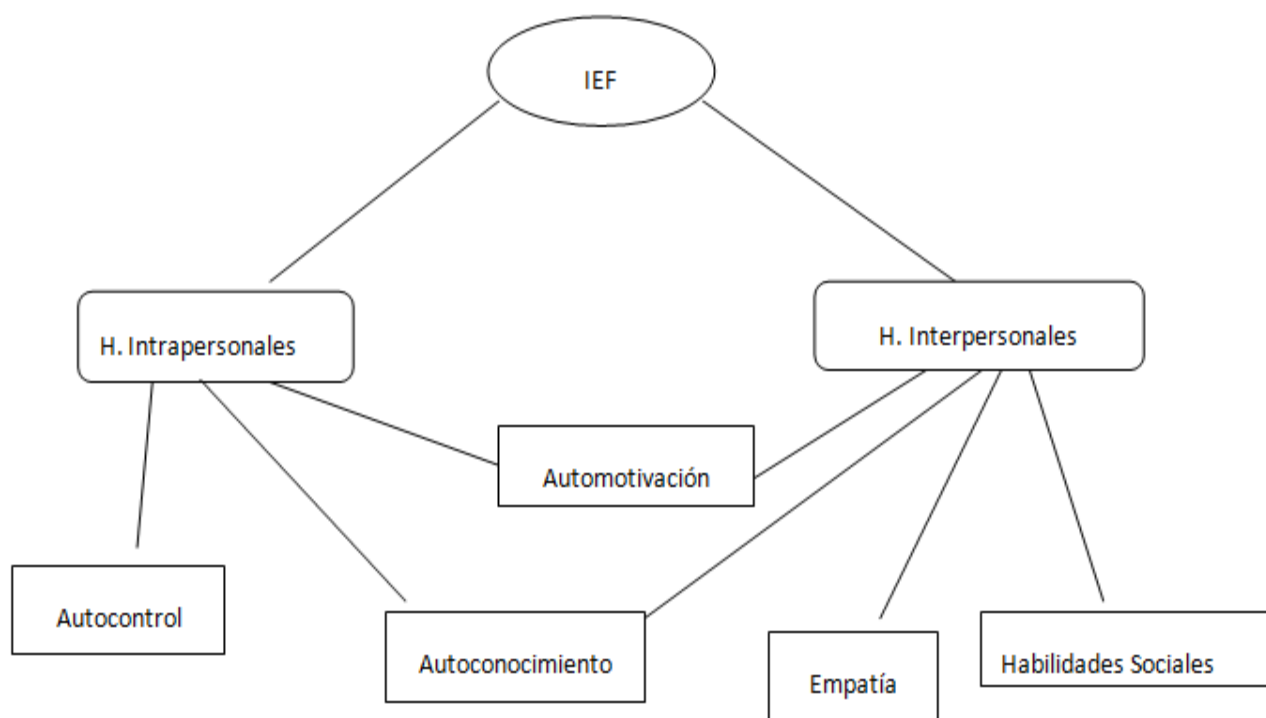 IEF
H. Intrapersonales
H. Interpersonales
Automotivación
Autocontrol
Autoconocimiento
Empatía
Habilidades Sociales